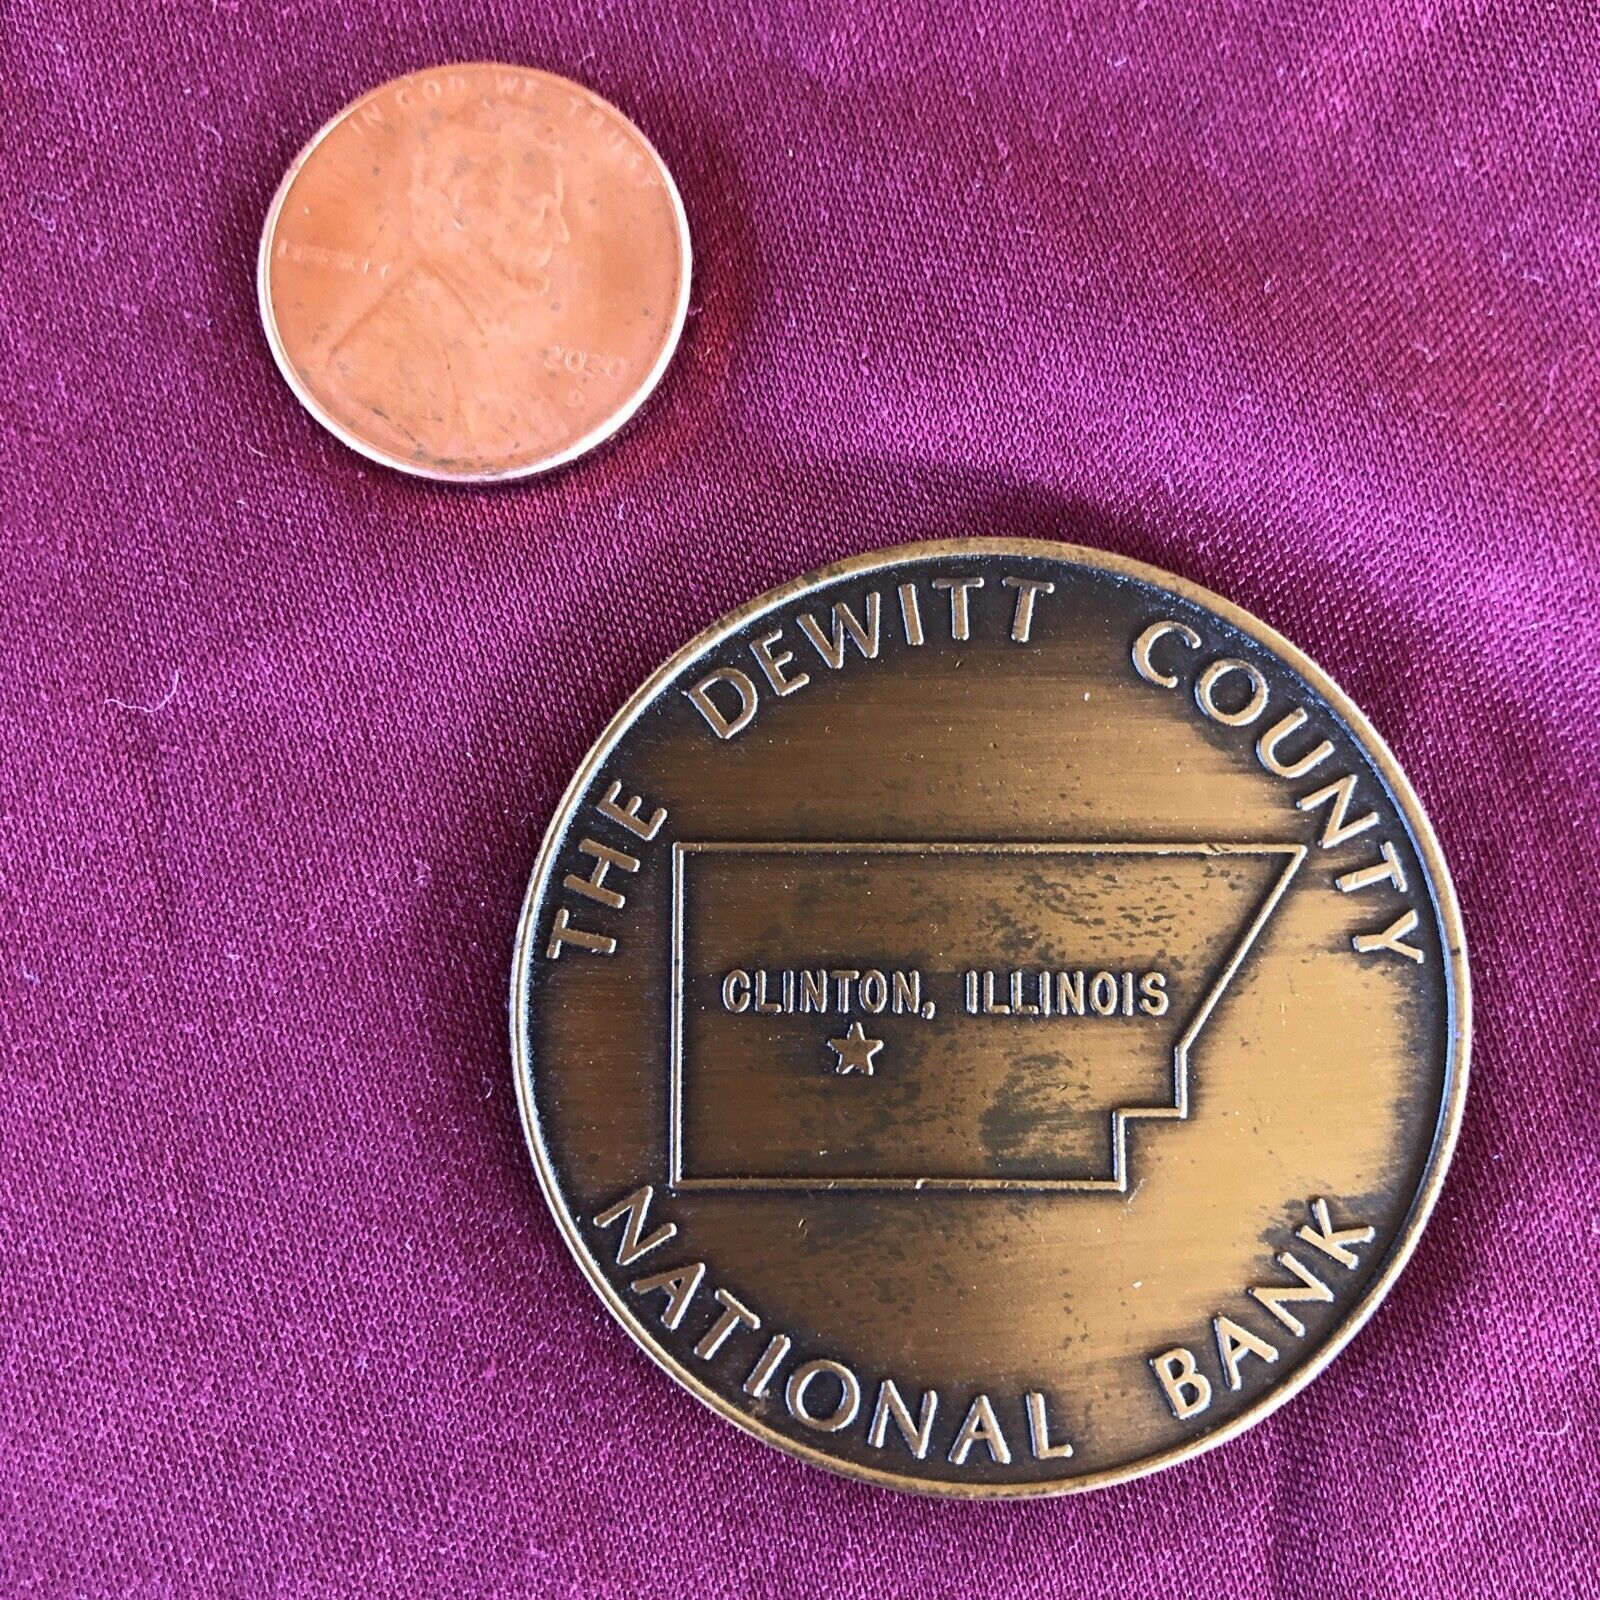 IN GOD WE TRUST
LIBERTY
2020
D
THE DEWITT COUNTY
CLINTON, ILLINOIS
NATIONAL BANK